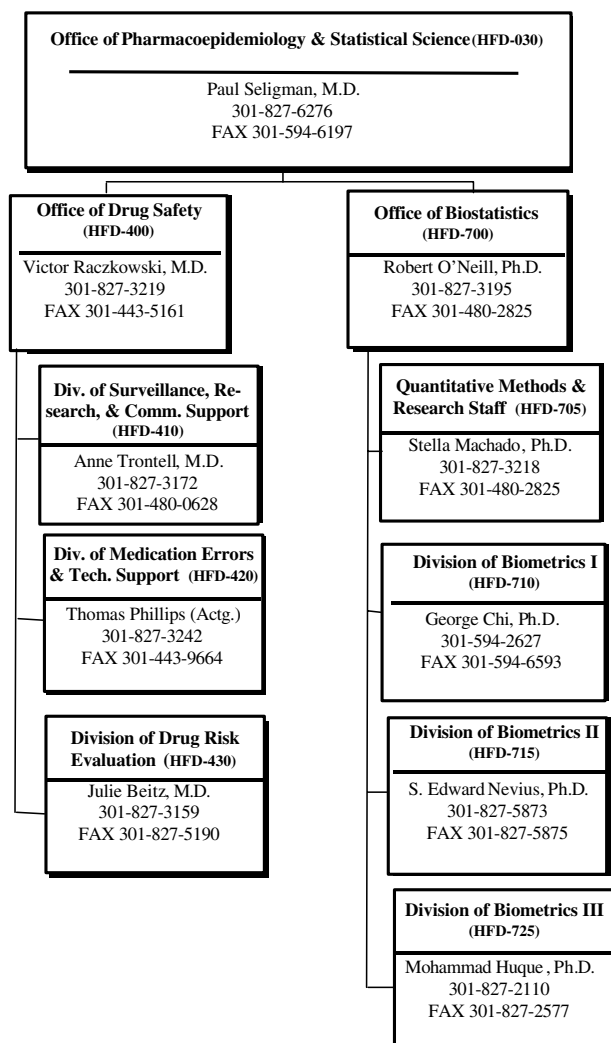 Office of Pharmacoepidemiology & Statistical Science (HFD-030)
Paul Seligman, M.D.
301-827-6276
FAX 301-594-6197
Office of Drug Safety
(HFD-400)
Victor Raczkowski, M.D.
301-827-3219
FAX 301-443-5161
Div. of Surveillance, Re-
search, & Comm. Support
(HFD-410)
Anne Trontell, M.D.
301-827-3172
FAX 301-480-0628
Div. of Medication Errors
& Tech. Support (HFD-420)
Thomas Phillips (Actg.)
301-827-3242
FAX 301-443-9664
Division of Drug Risk
Evaluation (HFD-430)
Julie Beitz, M.D.
301-827-3159
FAX 301-827-5190
Office of Biostatistics
(HFD-700)
Robert O'Neill, Ph.D.
301-827-3195
FAX 301-480-2825
Quantitative Methods &
Research Staff (HFD-705)
Stella Machado, Ph.D.
301-827-3218
FAX 301-480-2825
Division of Biometrics I
(HFD-710)
George Chi, Ph.D.
301-594-2627
FAX 301-594-6593
Division of Biometrics II
(HFD-715)
S. Edward Nevius, Ph.D.
301-827-5873
FAX 301-827-5875
Division of Biometrics III
(HFD-725)
Mohammad Huque, Ph.D.
301-827-2110
FAX 301-827-2577